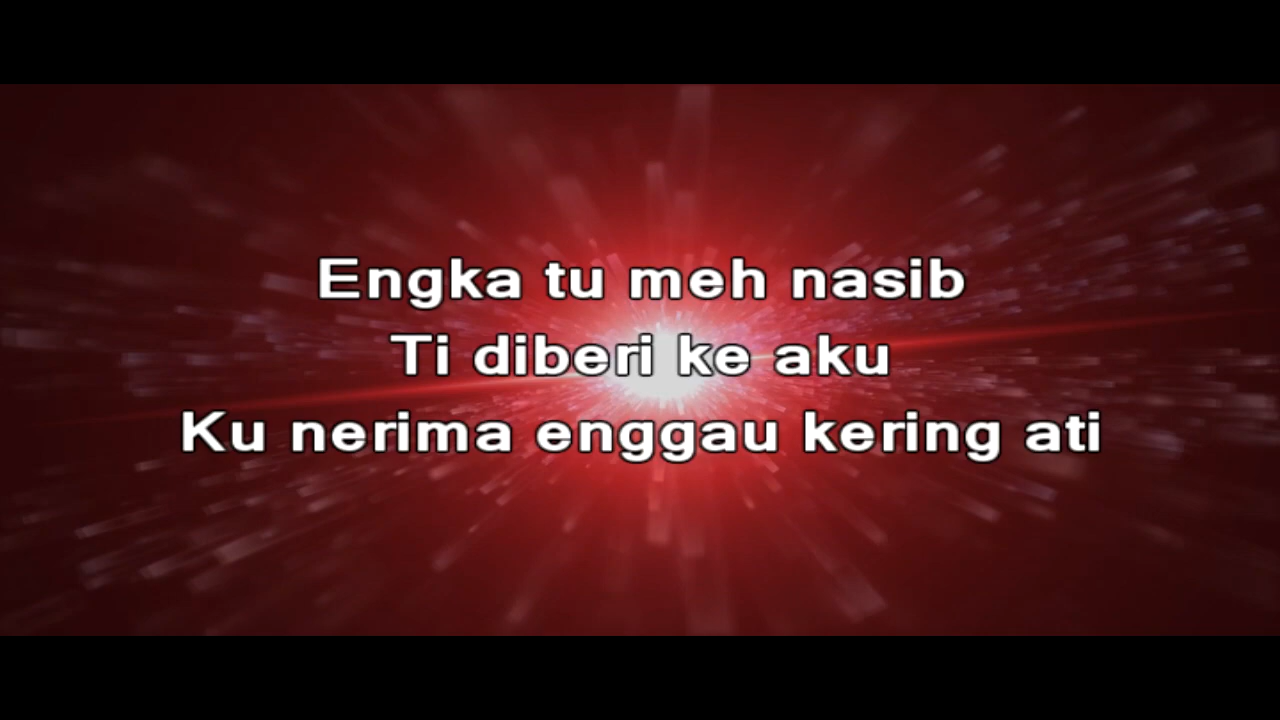 Engka tu meh nasib
Ti diberi ke aku
Ku nerima enggau kering ati